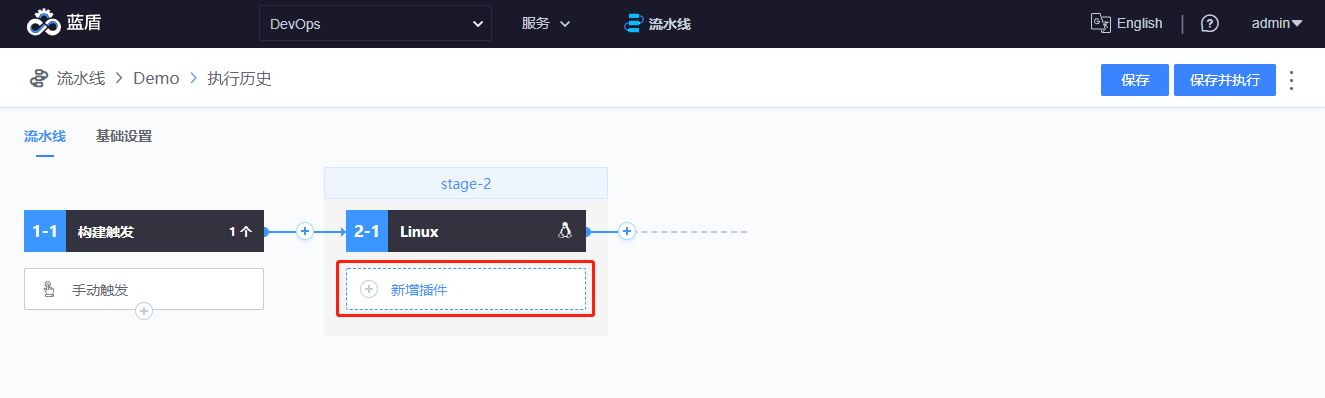 蓝盾 DevOps 服务 流水线 English admin
流水线 Demo 执行历史 保存 保存并执行
流水线 基础设置
stage-2
1-1 构建触发 1 个 2-1 Linux
手动触发 新增插件